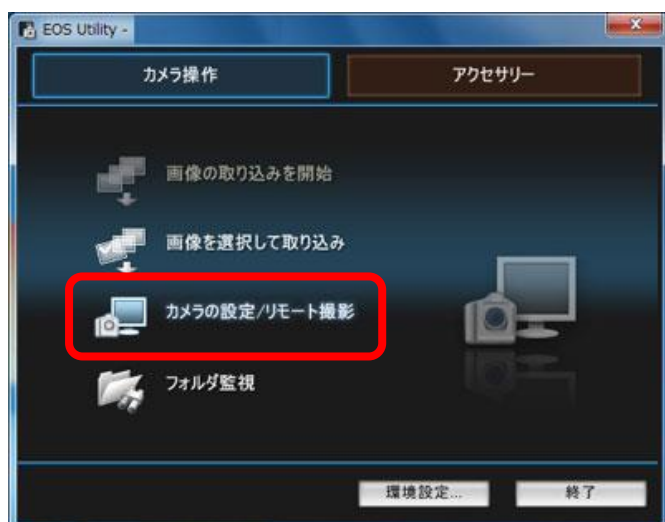 EOS Utility -
カメラ操作
アクセサリー
画像の取り込みを開始
画像を選択して取り込み
カメラの設定/リモート撮影
フォルダ監視
環境設定...
終了